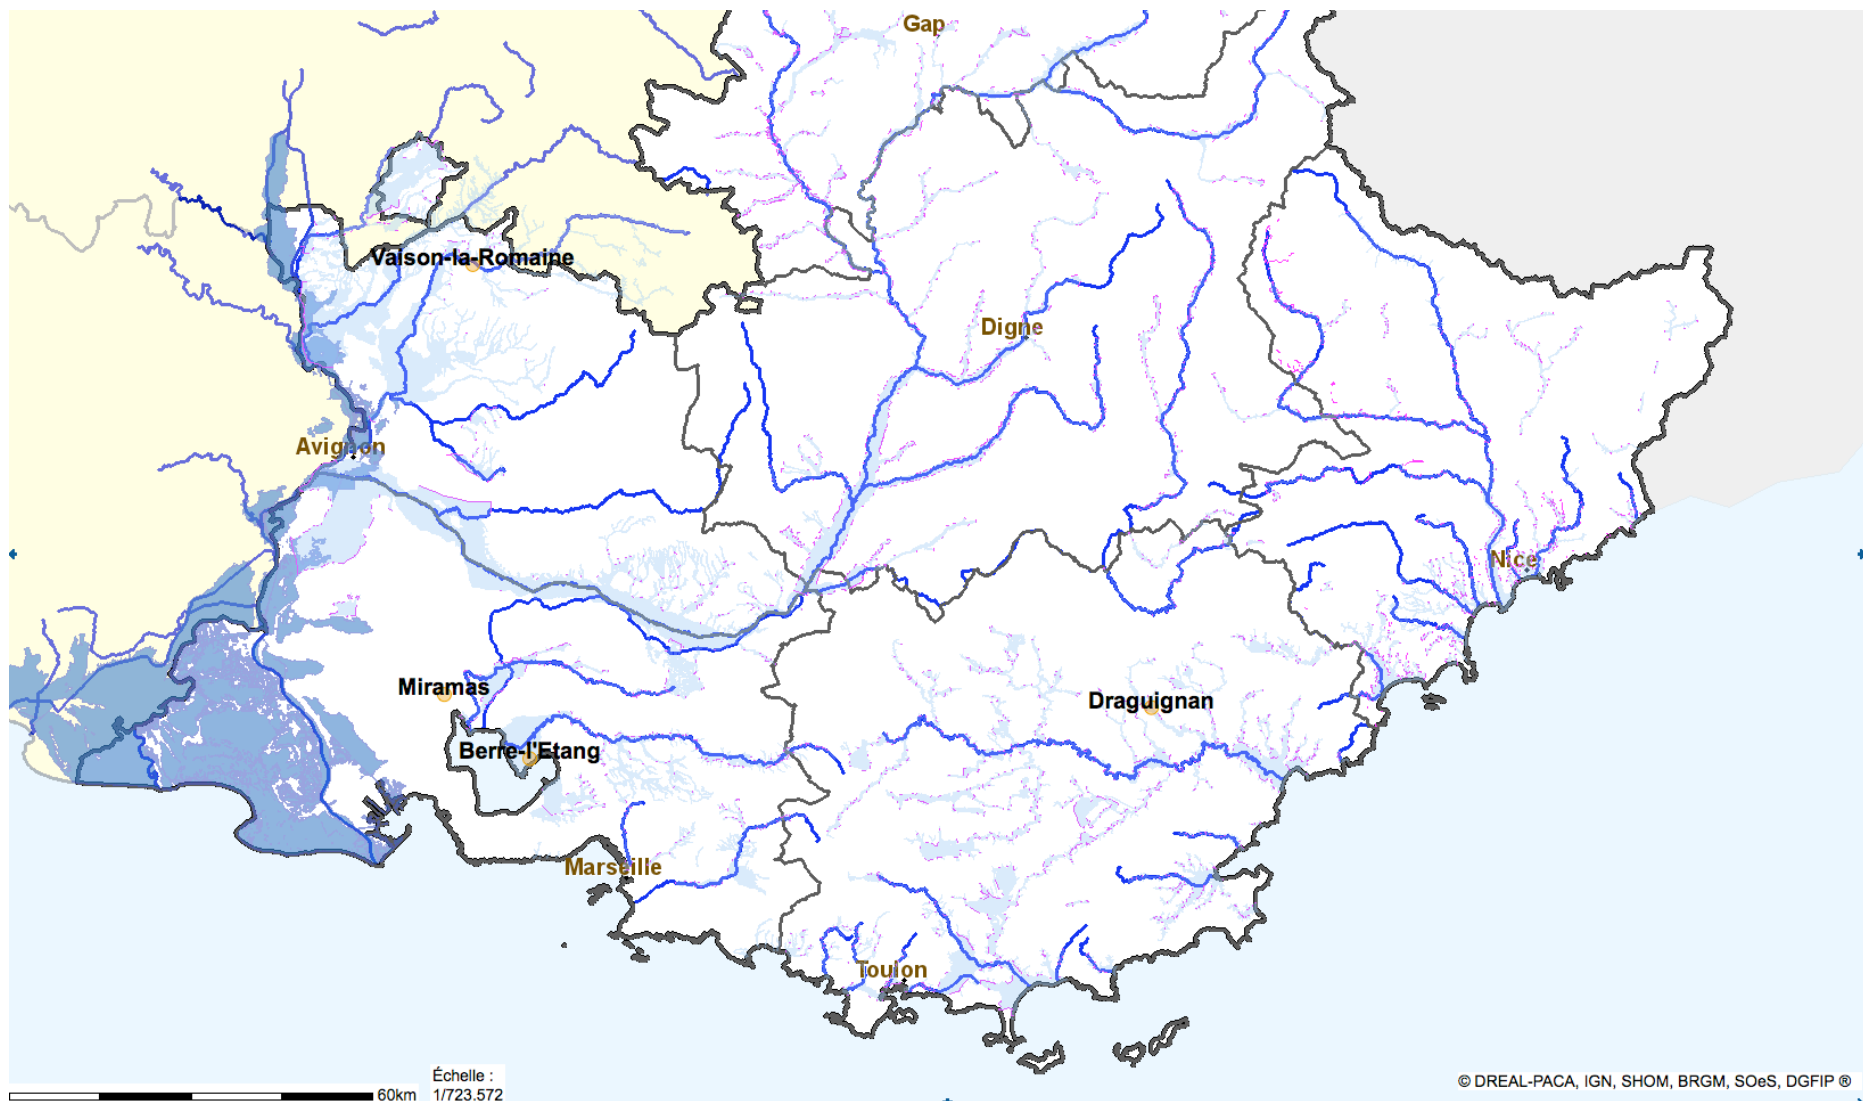 Gap
Vaison-la-Romaine
Digne
Avignon
Nice
Miramas
Draguignan
Berre-l'Etang
Marseille
Toulon
Échelle :
60km 1/723.572
© DREAL-PACA, IGN, SHOM, BRGM, SOeS, DGFIP ®